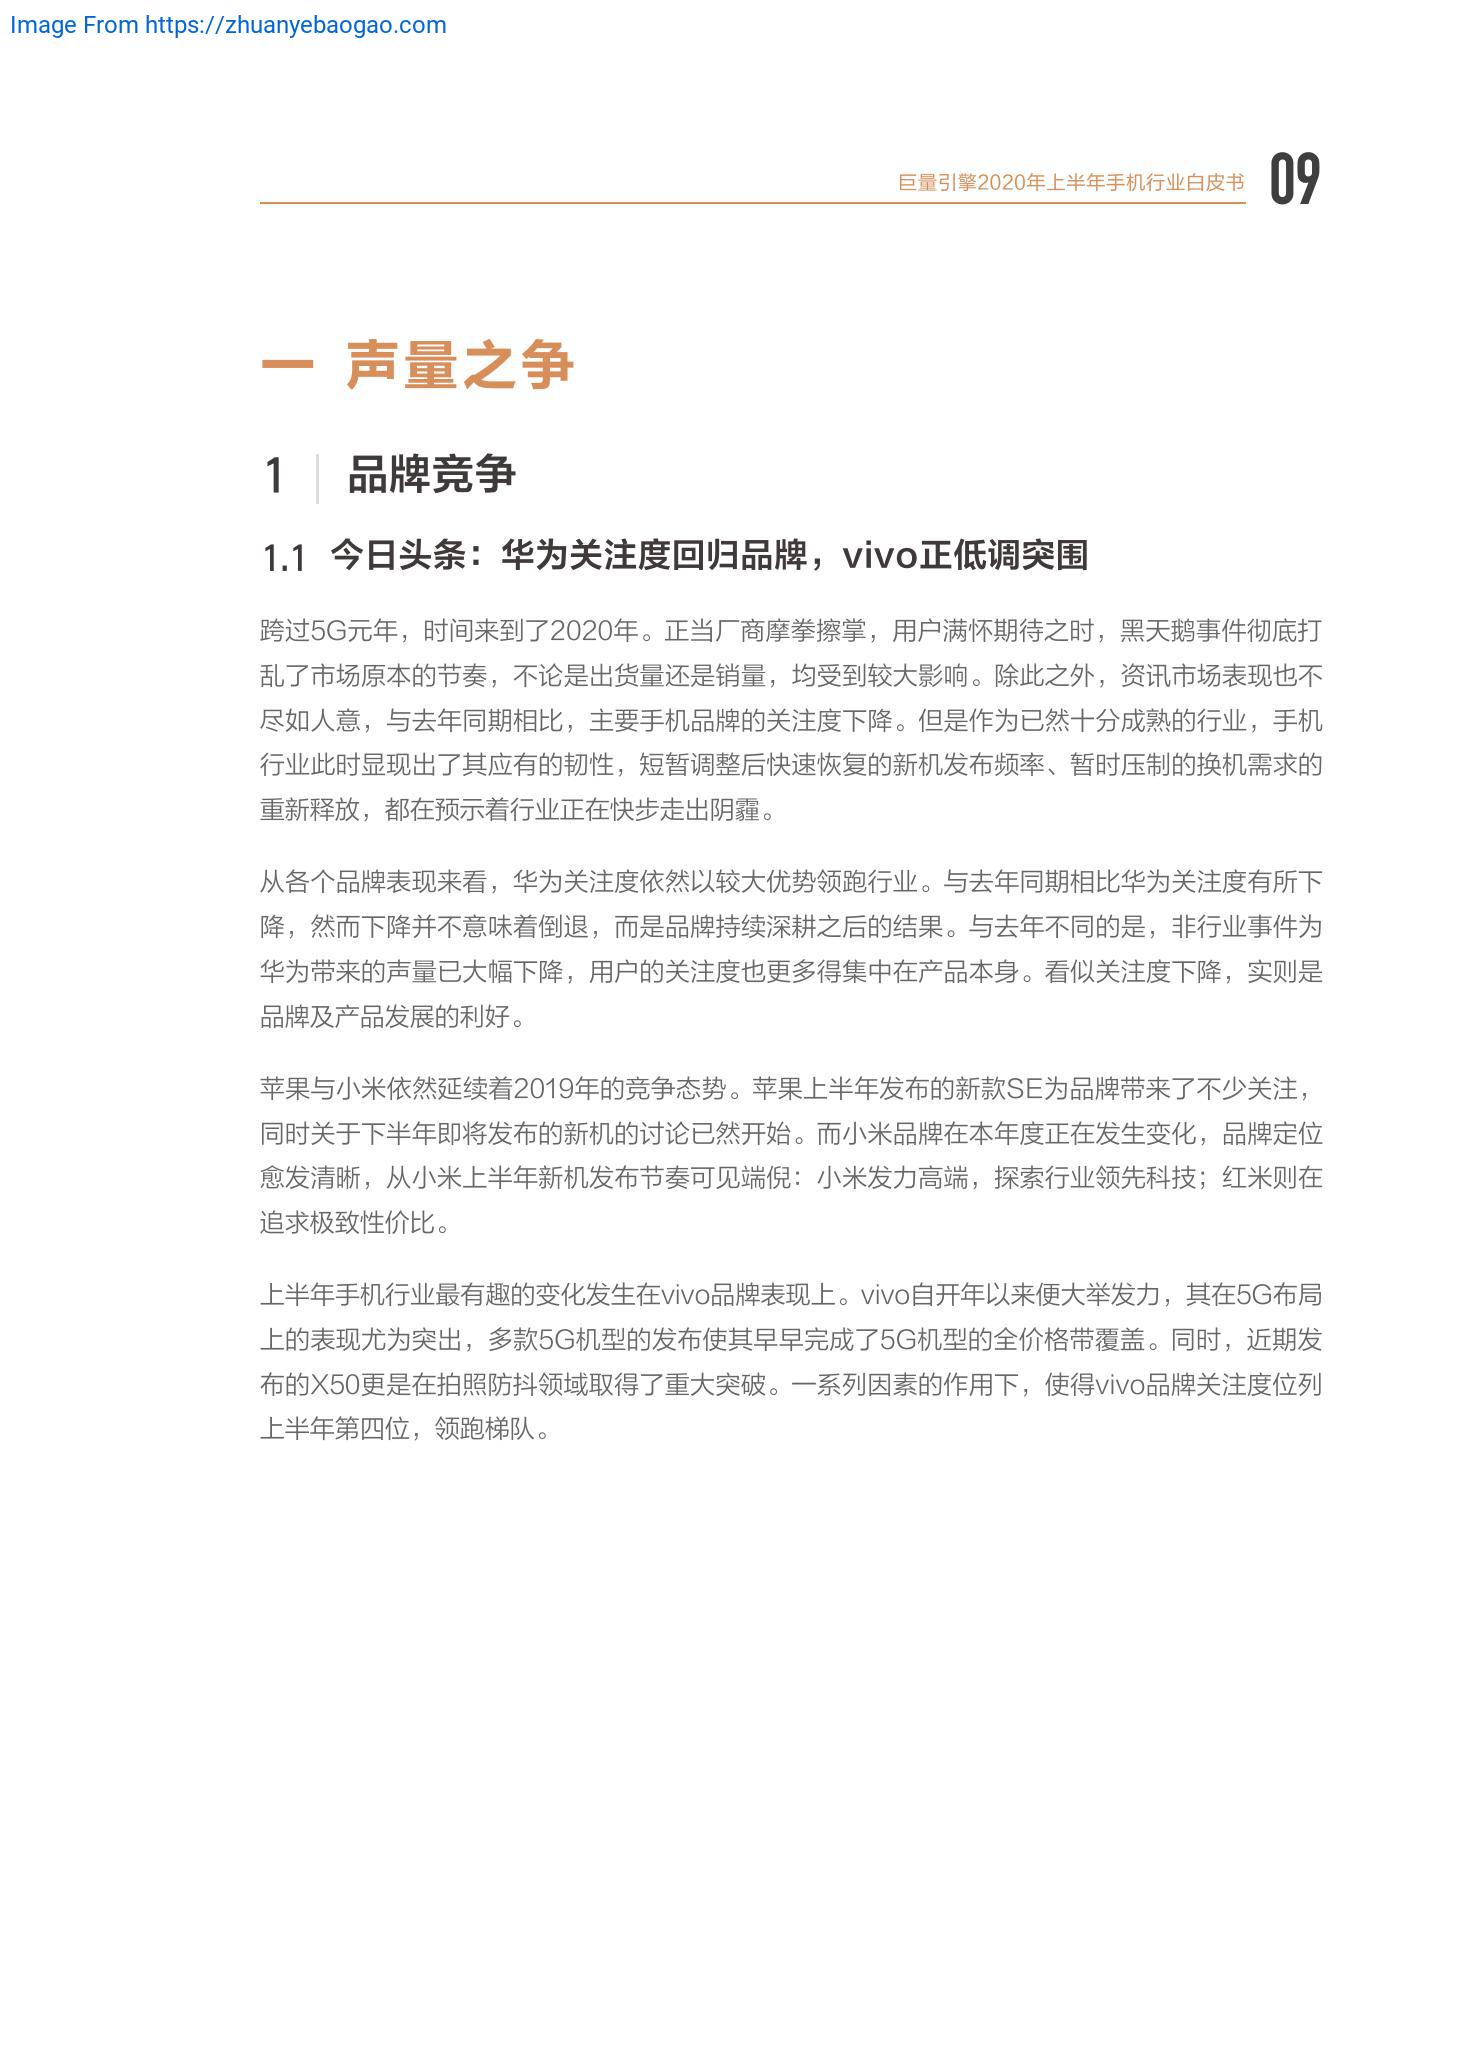 Image From https://zhuanyebaogao.com
巨量引擎2020年上半年手机行业白皮书 09
一 声量之争
1 品牌竞争
1.1 今日头条：华为关注度回归品牌，vivo正低调突围
跨过5G元年，时间来到了2020年。正当厂商摩拳擦掌，用户满怀期待之时，黑天鹅事件彻底打
乱了市场原本的节奏，不论是出货量还是销量，均受到较大影响。除此之外，资讯市场表现也不
尽如人意，与去年同期相比，主要手机品牌的关注度下降。但是作为已然十分成熟的行业，手机
行业此时显现出了其应有的韧性，短暂调整后快速恢复的新机发布频率、暂时压制的换机需求的
重新释放，都在预示着行业正在快步走出阴霾。
从各个品牌表现来看，华为关注度依然以较大优势领跑行业。与去年同期相比华为关注度有所下
降，然而下降并不意味着倒退，而是品牌持续深耕之后的结果。与去年不同的是，非行业事件为
华为带来的声量已大幅下降，用户的关注度也更多得集中在产品本身。看似关注度下降，实则是
品牌及产品发展的利好。
苹果与小米依然延续着2019年的竞争态势。苹果上半年发布的新款SE为品牌带来了不少关注，
同时关于下半年即将发布的新机的讨论已然开始。而小米品牌在本年度正在发生变化，品牌定位
愈发清晰，从小米上半年新机发布节奏可见端倪：小米发力高端，探索行业领先科技；红米则在
追求极致性价比。
上半年手机行业最有趣的变化发生在vivo品牌表现上。vivo自开年以来便大举发力，其在5G布局
上的表现尤为突出，多款5G机型的发布使其早早完成了5G机型的全价格带覆盖。同时，近期发
布的X50更是在拍照防抖领域取得了重大突破。一系列因素的作用下，使得vivo品牌关注度位列
上半年第四位，领跑梯队。